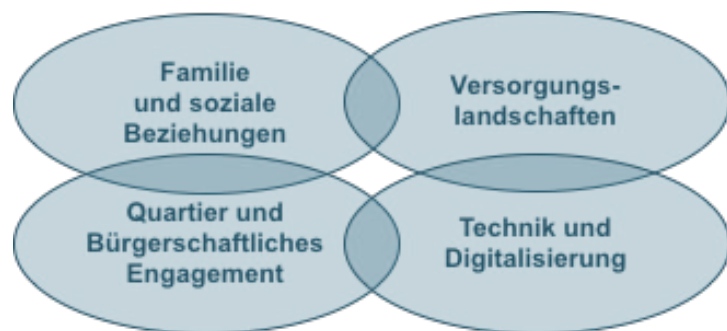 Familie
und soziale
Beziehungen
Versorgungs-
landschaften
Quartier und
Bürgerschaftliches
Engagement
Technik und
Digitalisierung